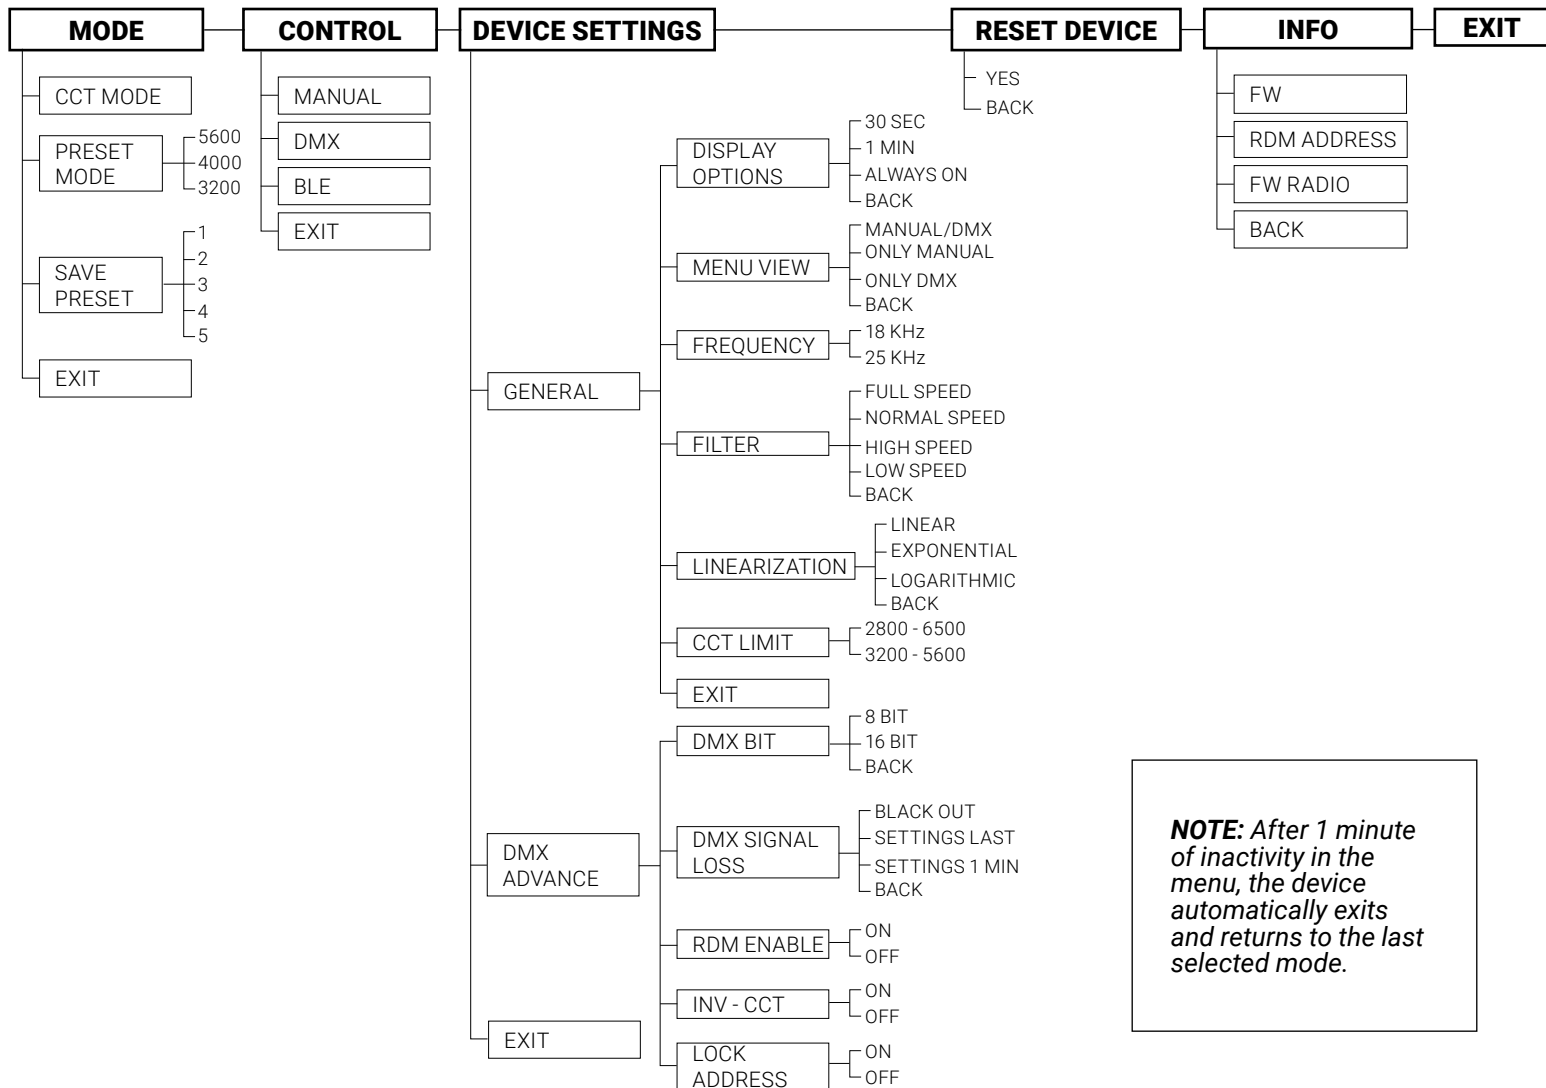 MODE
CONTROL
DEVICE SETTINGS
RESET DEVICE
INFO
EXIT
CCT MODE
PRESET
MODE
5600
4000
3200
SAVE
PRESET
1
2
3
4
5
EXIT
MANUAL
DMX
BLE
EXIT
GENERAL
DISPLAY
OPTIONS
30 SEC
1 MIN
ALWAYS ON
BACK
MENU VIEW
MANUAL/DMX
ONLY MANUAL
ONLY DMX
BACK
FREQUENCY
18 KHz
25 KHz
FILTER
FULL SPEED
NORMAL SPEED
HIGH SPEED
LOW SPEED
BACK
LINEARIZATION
LINEAR
EXPONENTIAL
LOGARITHMIC
BACK
CCT LIMIT
2800 - 6500
3200 - 5600
EXIT
DMX
ADVANCE
DMX BIT
8 BIT
16 BIT
BACK
DMX SIGNAL
LOSS
BLACK OUT
SETTINGS LAST
SETTINGS 1 MIN
BACK
RDM ENABLE
ON
OFF
INV - CCT
ON
OFF
LOCK
ADDRESS
ON
OFF
EXIT
YES
BACK
FW
RDM ADDRESS
FW RADIO
BACK
NOTE: After 1 minute
of inactivity in the
menu, the device
automatically exits
and returns to the last
selected mode.